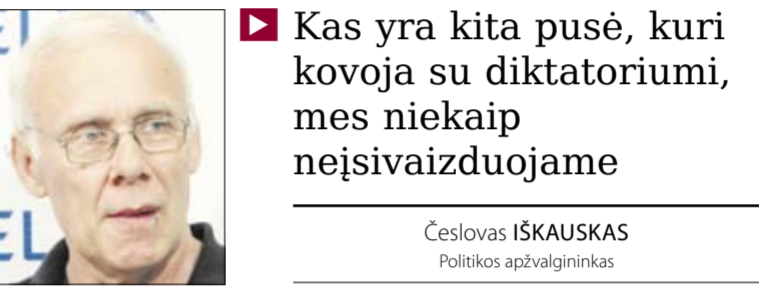 Kas yra kita pusė, kuri
kovoja su diktatoriumi,
mes niekaip
neįsivaizduojame
Česlovas IŠKAUSKAS
Politikos apžvalgininkas